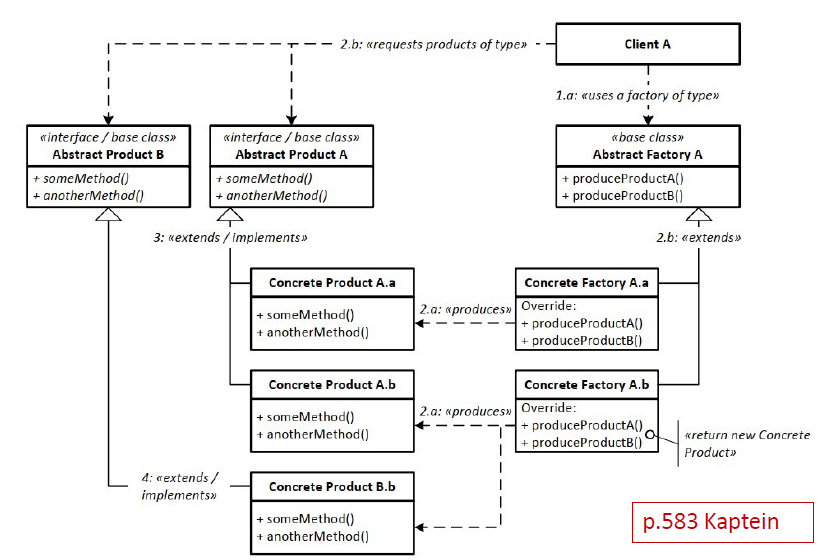 2.b: «requests products of type»
Client A
1.a: «uses a factory of type»
«interface / base class»
Abstract Product B
+ someMethod()
+ anotherMethod()
«interface / base class»
Abstract Product A
+ someMethod()
+ anotherMethod()
«base class»
Abstract Factory A
+ produceProductA()
+ produceProductB()
3: «extends / implements»
2.b: «extends»
Concrete Product A.a
+ someMethod()
+ anotherMethod()
2.a: «produces»
Concrete Factory A.a
Override:
+ produceProductA()
+ produceProductB()
Concrete Product A.b
+ someMethod()
+ anotherMethod()
2.a: «produces»
Concrete Factory A.b
Override:
+ produceProductA()
+ produceProductB()
«return new Concrete
Product»
4: «extends /
implements»
Concrete Product B.b
+ someMethod()
+ anotherMethod()
p.583 Kaptein